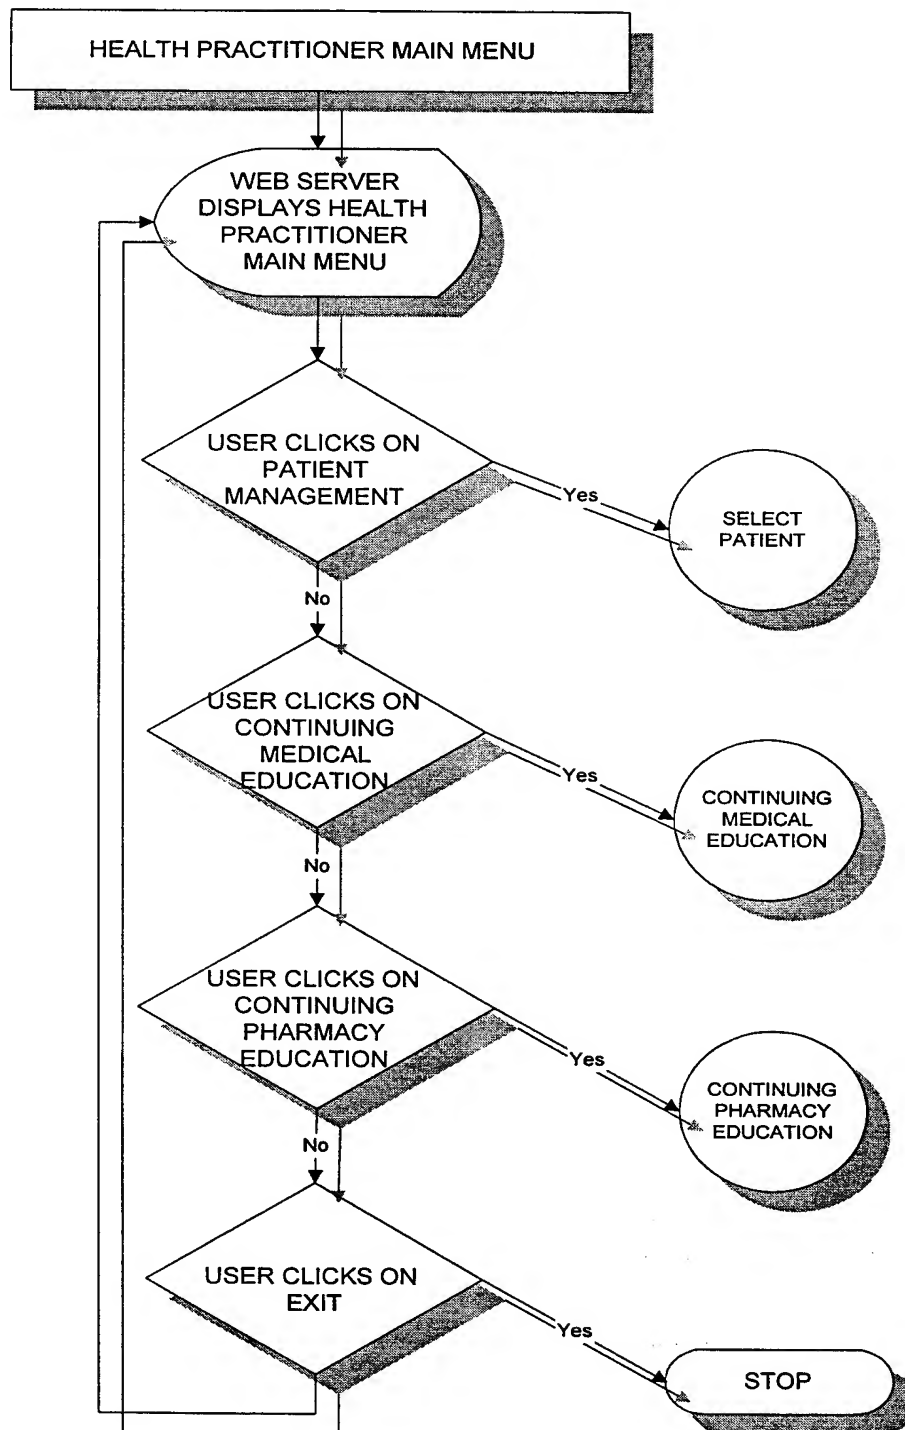 HEALTH PRACTITIONER MAIN MENU
WEB SERVER
DISPLAYS HEALTH
PRACTITIONER
MAIN MENU
USER CLICKS ON
PATIENT
MANAGEMENT
Yes
SELECT
PATIENT
No
USER CLICKS ON
CONTINUING
MEDICAL
EDUCATION
Yes
CONTINUING
MEDICAL
EDUCATION
No
USER CLICKS ON
CONTINUING
PHARMACY
EDUCATION
Yes
CONTINUING
PHARMACY
EDUCATION
No
USER CLICKS ON
EXIT
Yes
STOP